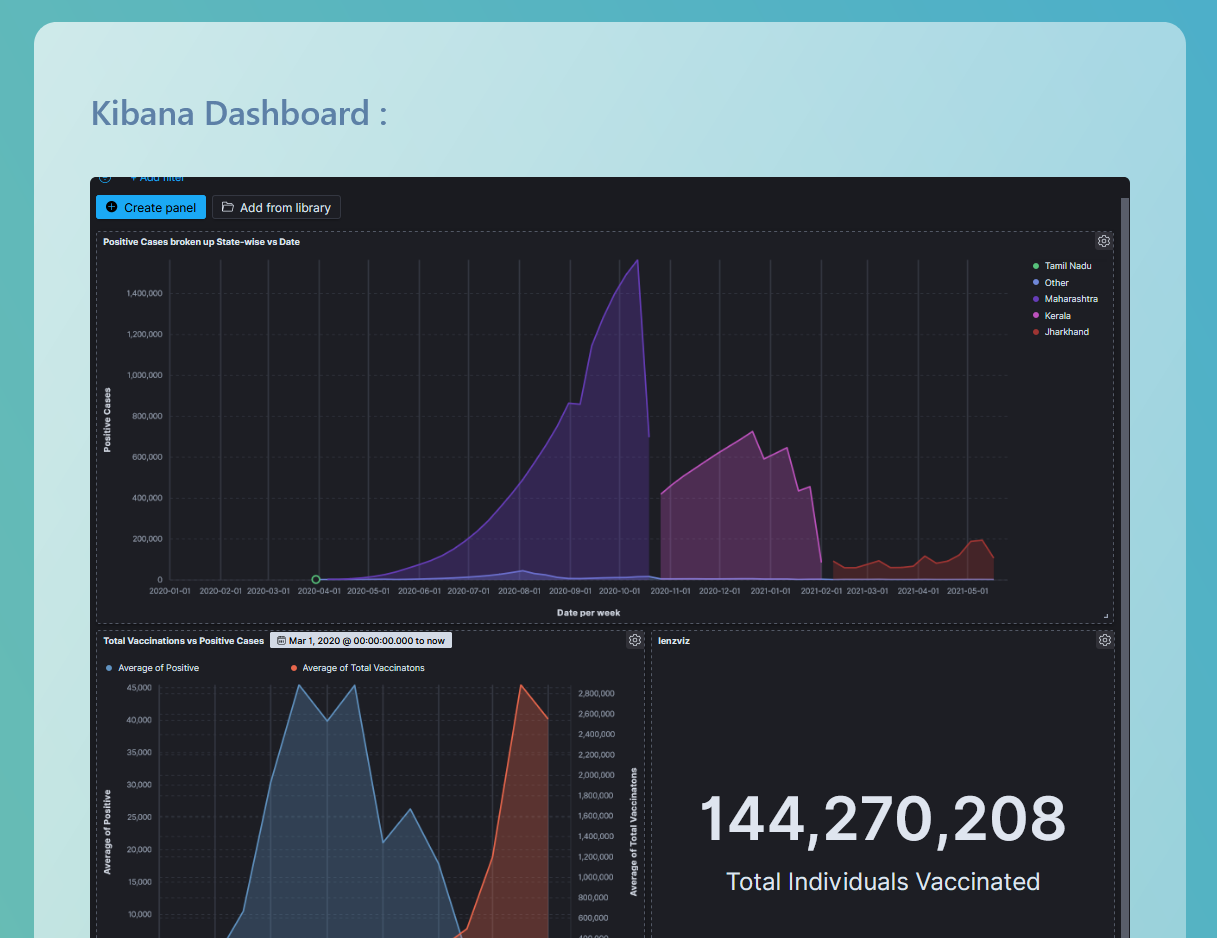 Kibana Dashboard :
+ Add filter
Create panel
Add from library
Positive Cases broken up State-wise vs Date
Tamil Nadu
Other
Maharashtra
Kerala
Jharkhand
Positive Cases
1,400,000
1,200,000
1,000,000
800,000
600,000
400,000
200,000
0
2020-01-01 2020-02-01 2020-03-01 2020-04-01 2020-05-01 2020-06-01 2020-07-01 2020-08-01 2020-09-01 2020-10-01 2020-11-01 2020-12-01 2021-01-01 2021-02-01 2021-03-01 2021-04-01 2021-05-01
Date per week
Total Vaccinations vs Positive Cases
Mar 1, 2020 @ 00:00:00.000 to now
Average of Positive
Average of Total Vaccinatons
Average of Positive
45,000
40,000
35,000
30,000
25,000
20,000
15,000
10,000
2,800,000
2,600,000
2,400,000
2,200,000
2,000,000
1,800,000
1,600,000
1,400,000
1,200,000
1,000,000
800,000
600,000
400,000
Average of Total Vaccinatons
lenzviz
144,270,208
Total Individuals Vaccinated